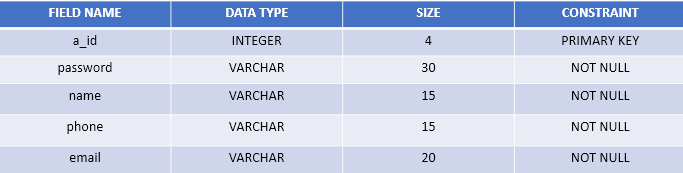 FIELD NAME DATA TYPE SIZE CONSTRAINT
a_id INTEGER 4 PRIMARY KEY
password VARCHAR 30 NOT NULL
name VARCHAR 15 NOT NULL
phone VARCHAR 15 NOT NULL
email VARCHAR 20 NOT NULL